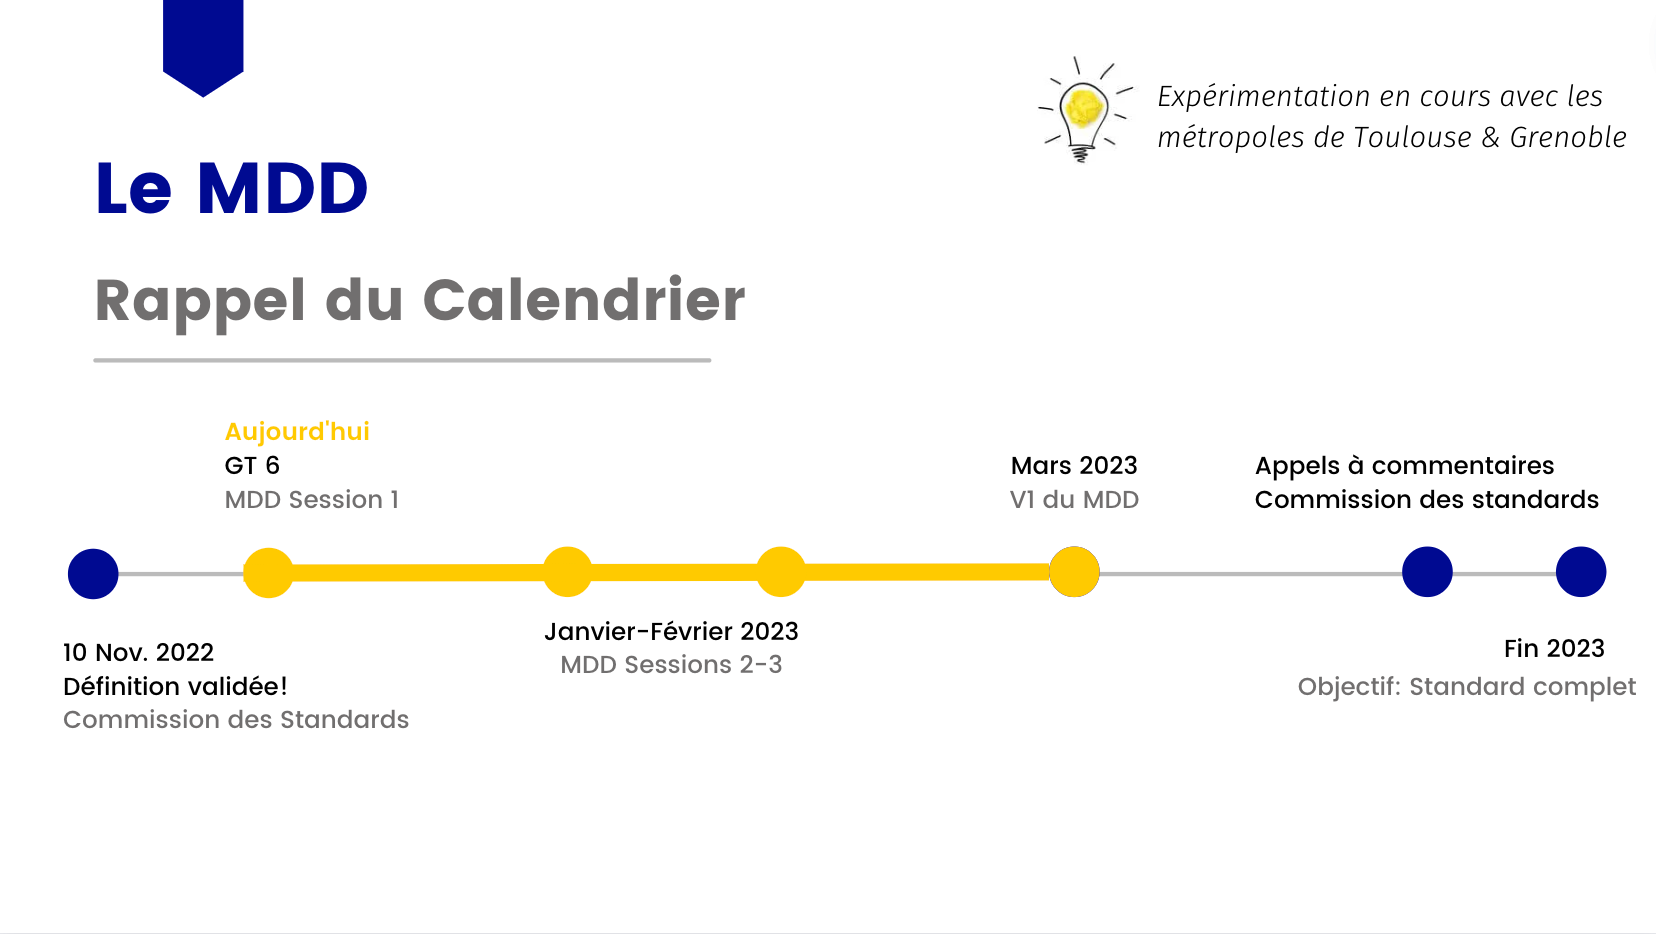 Expérimentation en cours avec les
métropoles de Toulouse & Grenoble
Le MDD
Rappel du Calendrier
Aujourd'hui
GT 6
MDD Session 1
Mars 2023
V1 du MDD
Appels à commentaires
Commission des standards
10 Nov. 2022
Définition validée!
Commission des Standards
Janvier-Février 2023
MDD Sessions 2-3
Fin 2023
Objectif: Standard complet